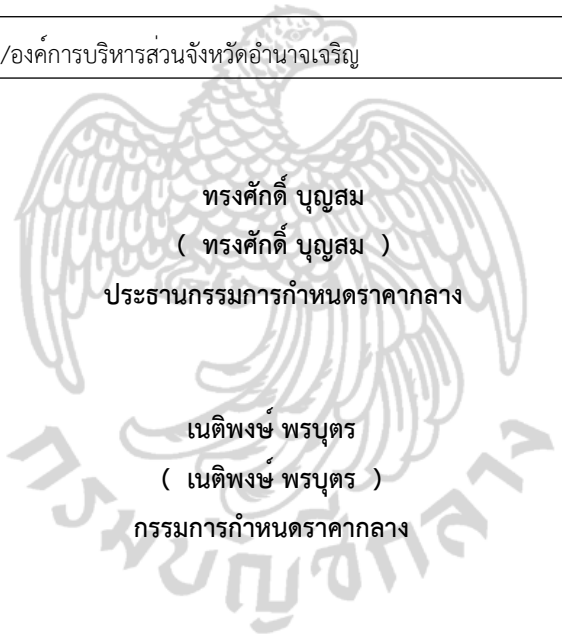 /องค์การบริหารส่วนจังหวัดอำนาจเจริญ
ทรงศักดิ์ บุญสม
( ทรงศักดิ์ บุญสม )
ประธานกรรมการกำหนดราคากลาง
เนติพงษ์ พรบุตร
( เนติพงษ์ พรบุตร )
กรรมการกำหนดราคากลาง
กรมบัญชีกลาง